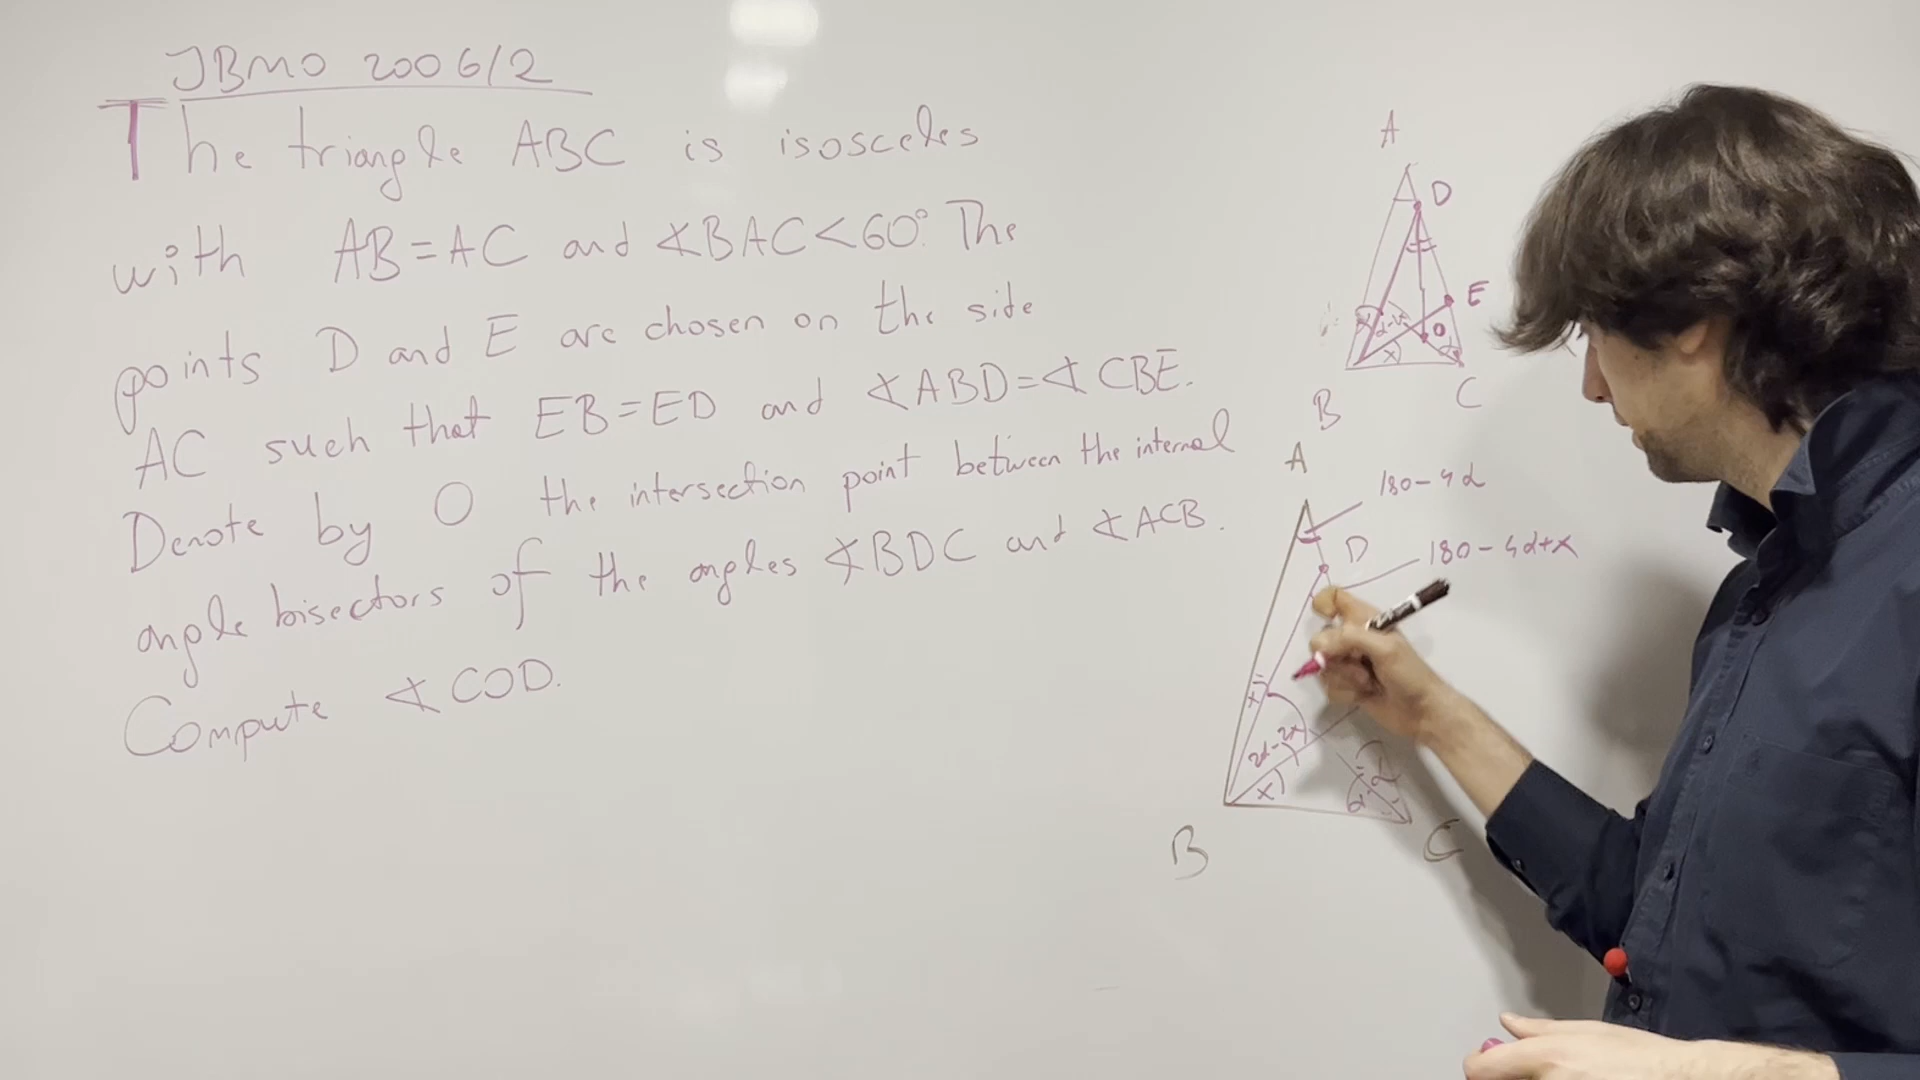 JBMO 2006/2
The triangle ABC is isosceles
with AB=AC and ∢BAC<60°. The
points D and E are chosen on the side
AC such that EB=ED and ∢ABD=∢CBE.
Denote by O the intersection point between the internal
angle bisectors of the angles ∢BDC and ∢ACB.
Compute ∢COD.
A
D
E
O
x
B
C
A
180-4α
D
180-4α+x
x
2α-2x
x
α
α
B
C